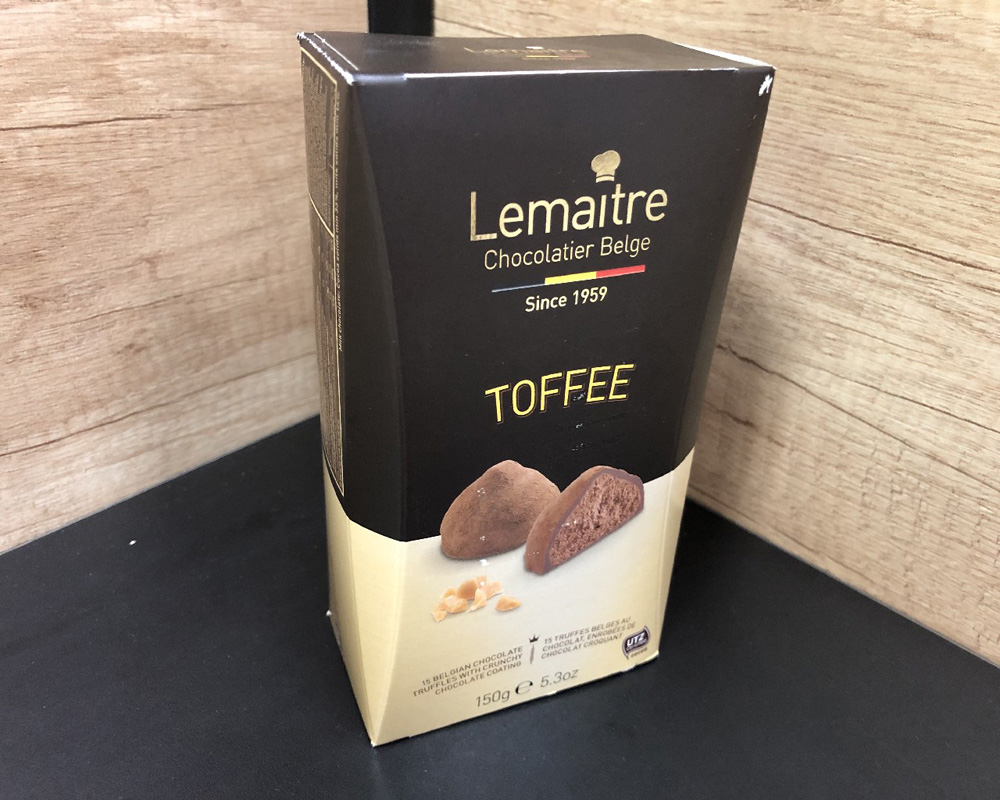 Lemaitre
Lemaitre
Chocolatier Belge
Since 1959
TOFFEE
15 BELGIAN CHOCOLATE
TRUFFLES WITH CRUNCHY
CHOCOLATE COATING
15 TRUFFES BELGES AU
CHOCOLAT, ENROBÉES DE
CHOCOLAT CROQUANT
UTZ
150g ℮ 5.3oz